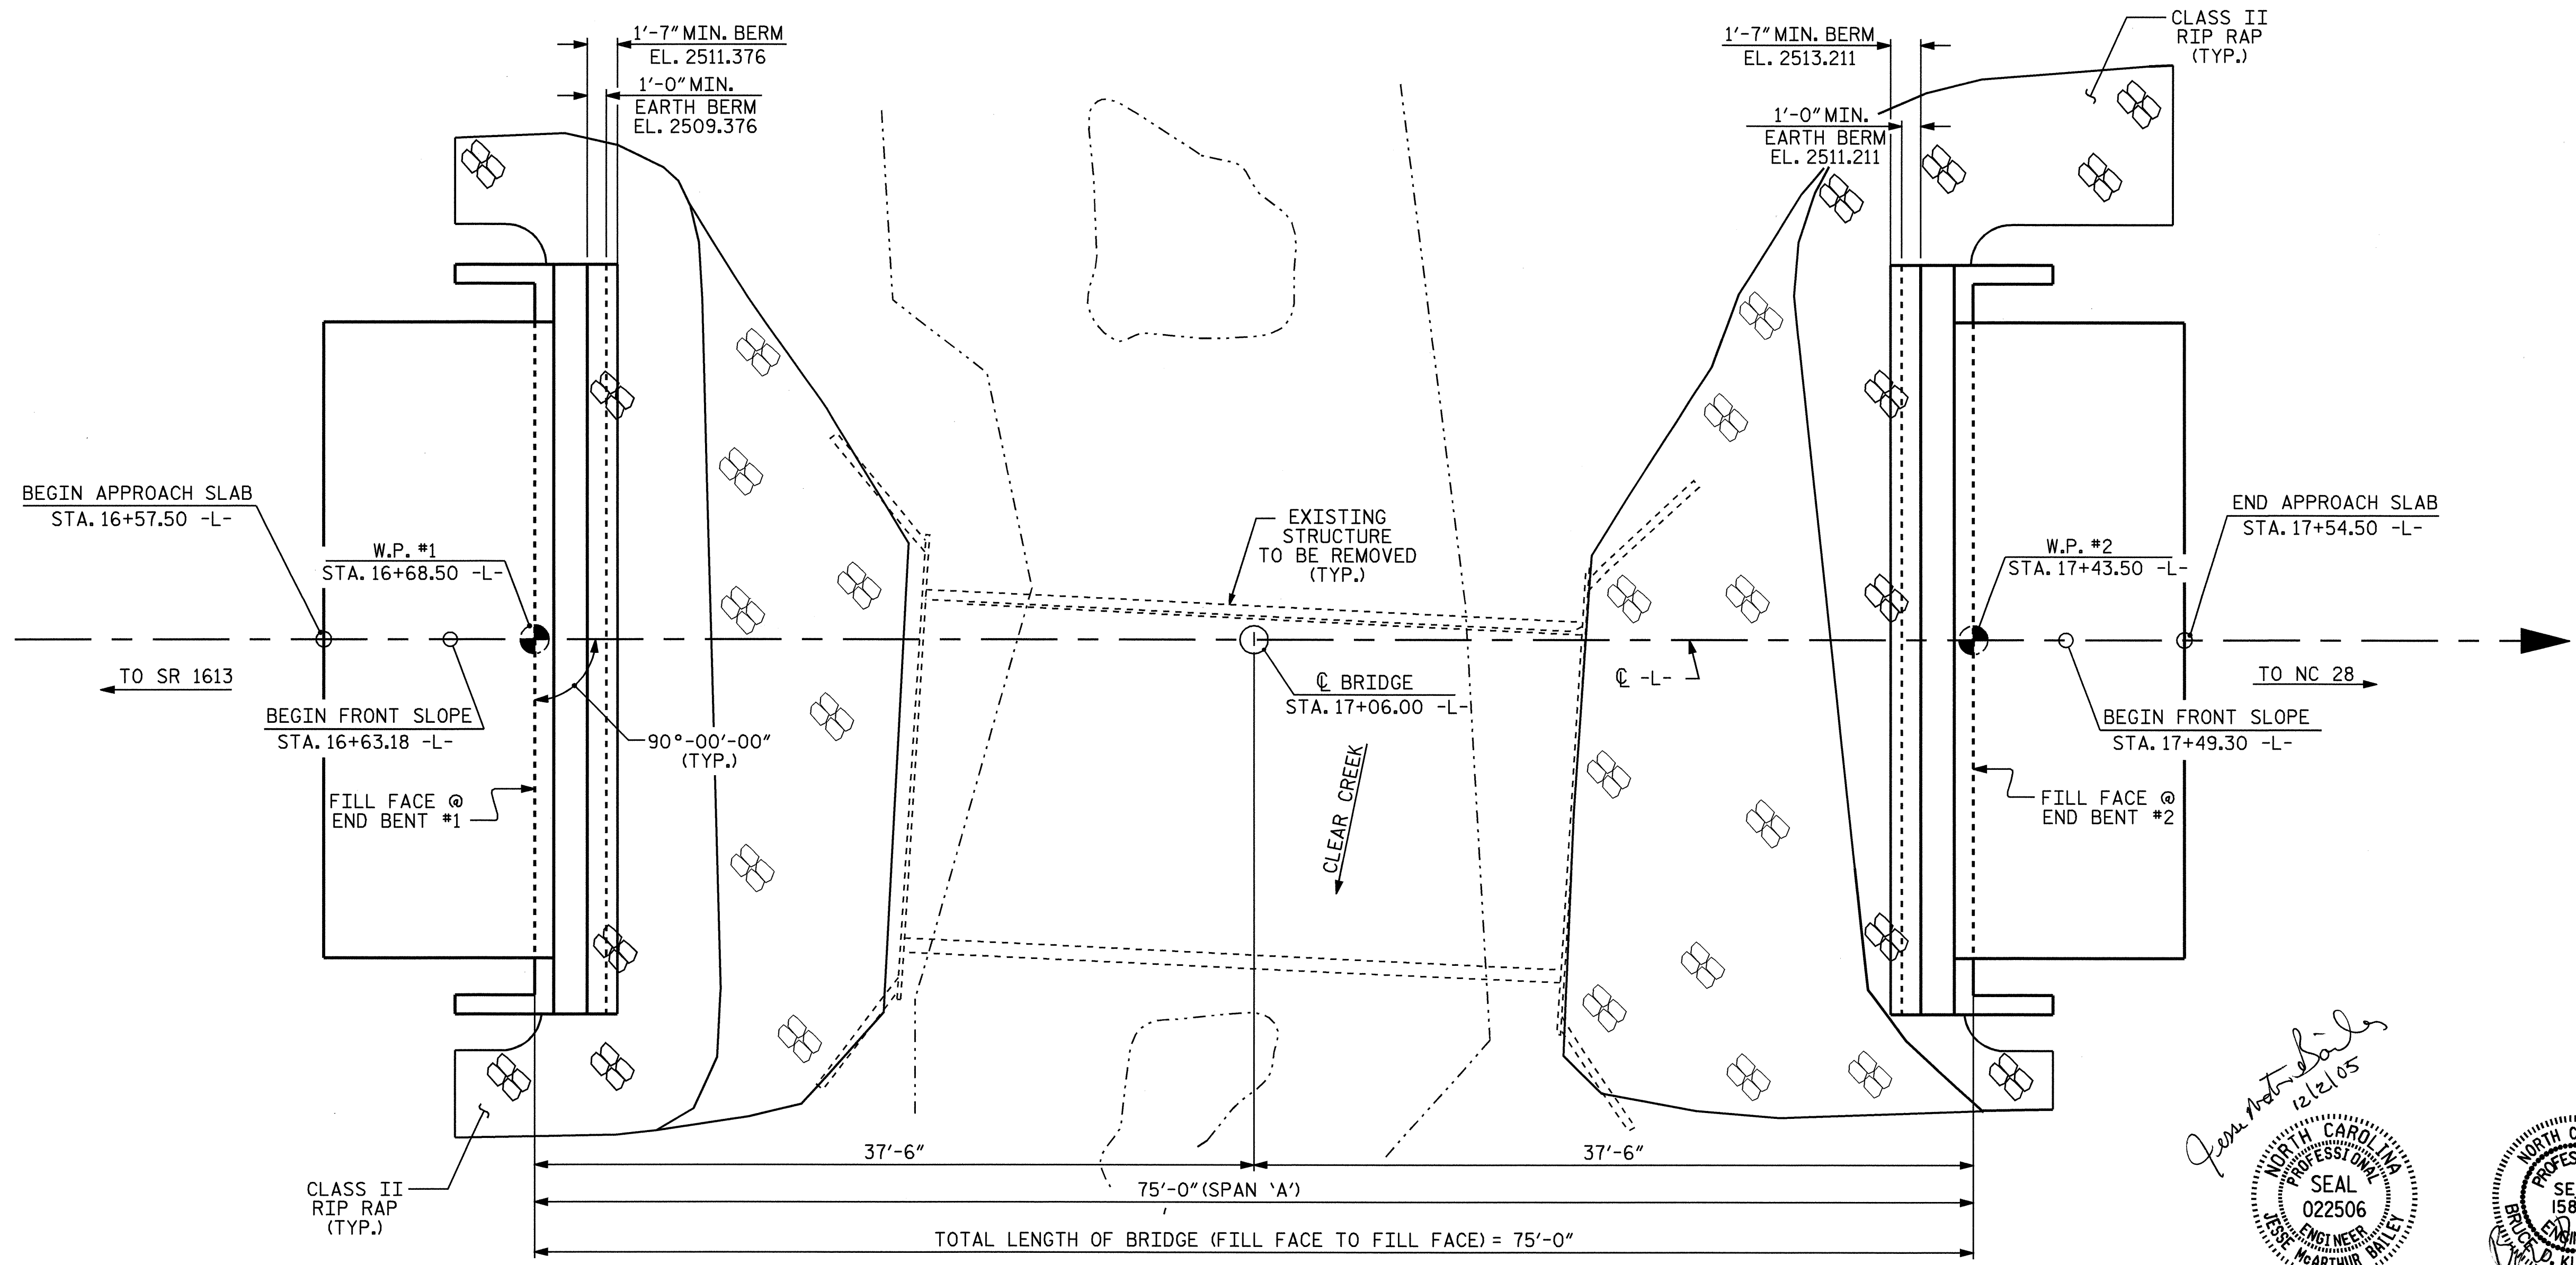 1'-7" MIN. BERM
EL. 2511.376
1'-0" MIN.
EARTH BERM
EL. 2509.376
1'-7" MIN. BERM
EL. 2513.211
1'-0" MIN.
EARTH BERM
EL. 2511.211
CLASS II
RIP RAP
(TYP.)
BEGIN APPROACH SLAB
STA. 16+57.50 -L-
W.P. #1
STA. 16+68.50 -L-
EXISTING
STRUCTURE
TO BE REMOVED
(TYP.)
W.P. #2
STA. 17+43.50 -L-
END APPROACH SLAB
STA. 17+54.50 -L-
TO SR 1613
BEGIN FRONT SLOPE
STA. 16+63.18 -L-
90°-00'-00"
(TYP.)
℄ BRIDGE
STA. 17+06.00 -L-
℄ -L-
TO NC 28
BEGIN FRONT SLOPE
STA. 17+49.30 -L-
FILL FACE @
END BENT #1
CLEAR CREEK
FILL FACE @
END BENT #2
37'-6"
37'-6"
75'-0" (SPAN 'A')
TOTAL LENGTH OF BRIDGE (FILL FACE TO FILL FACE) = 75'-0"
CLASS II
RIP RAP
(TYP.)
12/2/05
NORTH CAROLINA
PROFESSIONAL
SEAL
022506
ENGINEER
JESSE McARTHUR BAILEY
NORTH
BRUCE D.